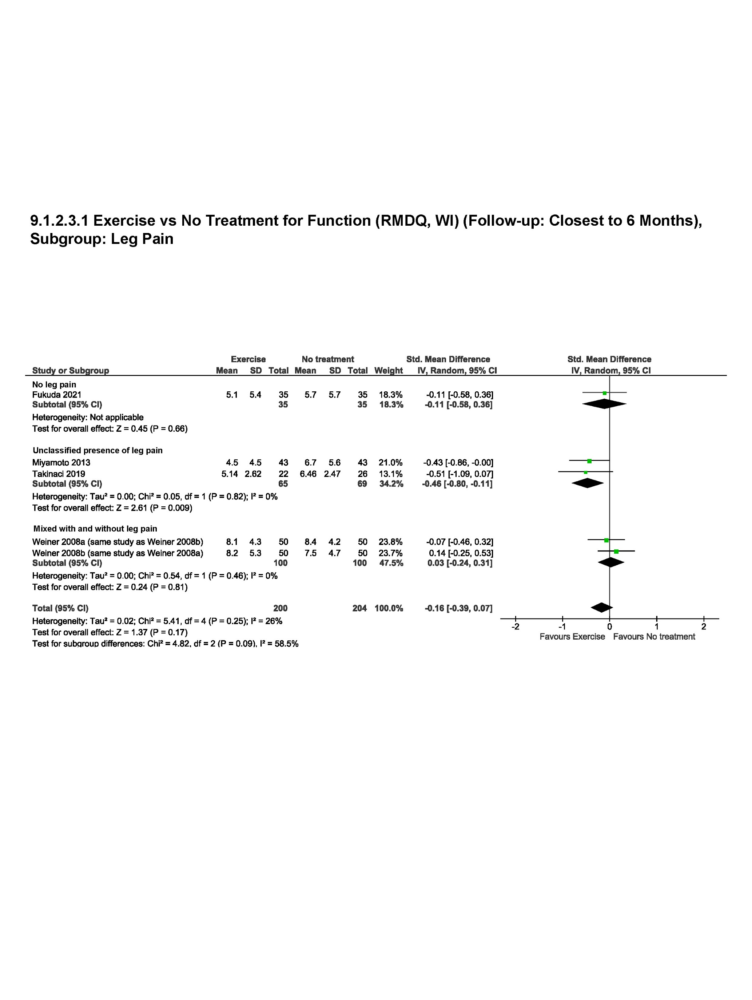 9.1.2.3.1 Exercise vs No Treatment for Function (RMDQ, WI) (Follow-up: Closest to 6 Months),
Subgroup: Leg Pain
Exercise No treatment Std. Mean Difference Std. Mean Difference
Study or Subgroup Mean SD Total Mean SD Total Weight IV, Random, 95% CI IV, Random, 95% CI
No leg pain
Fukuda 2021 5.1 5.4 35 5.7 5.7 35 18.3% -0.11 [-0.58, 0.36]
Subtotal (95% CI) 35 35 18.3% -0.11 [-0.58, 0.36]
Heterogeneity: Not applicable
Test for overall effect: Z = 0.45 (P = 0.66)
Unclassified presence of leg pain
Miyamoto 2013 4.5 4.5 43 6.7 5.6 43 21.0% -0.43 [-0.86, -0.00]
Takinaci 2019 5.14 2.62 22 6.46 2.47 26 13.1% -0.51 [-1.09, 0.07]
Subtotal (95% CI) 65 69 34.2% -0.46 [-0.80, -0.11]
Heterogeneity: Tau² = 0.00; Chi² = 0.05, df = 1 (P = 0.82); I² = 0%
Test for overall effect: Z = 2.61 (P = 0.009)
Mixed with and without leg pain
Weiner 2008a (same study as Weiner 2008b) 8.1 4.3 50 8.4 4.2 50 23.8% -0.07 [-0.46, 0.32]
Weiner 2008b (same study as Weiner 2008a) 8.2 5.3 50 7.5 4.7 50 23.7% 0.14 [-0.25, 0.53]
Subtotal (95% CI) 100 100 47.5% 0.03 [-0.24, 0.31]
Heterogeneity: Tau² = 0.00; Chi² = 0.54, df = 1 (P = 0.46); I² = 0%
Test for overall effect: Z = 0.24 (P = 0.81)
Total (95% CI) 200 204 100.0% -0.16 [-0.39, 0.07]
Heterogeneity: Tau² = 0.02; Chi² = 5.41, df = 4 (P = 0.25); I² = 26%
Test for overall effect: Z = 1.37 (P = 0.17)
Test for subgroup differences: Chi² = 4.82, df = 2 (P = 0.09), I² = 58.5%
-2 -1 0 1 2
Favours Exercise Favours No treatment